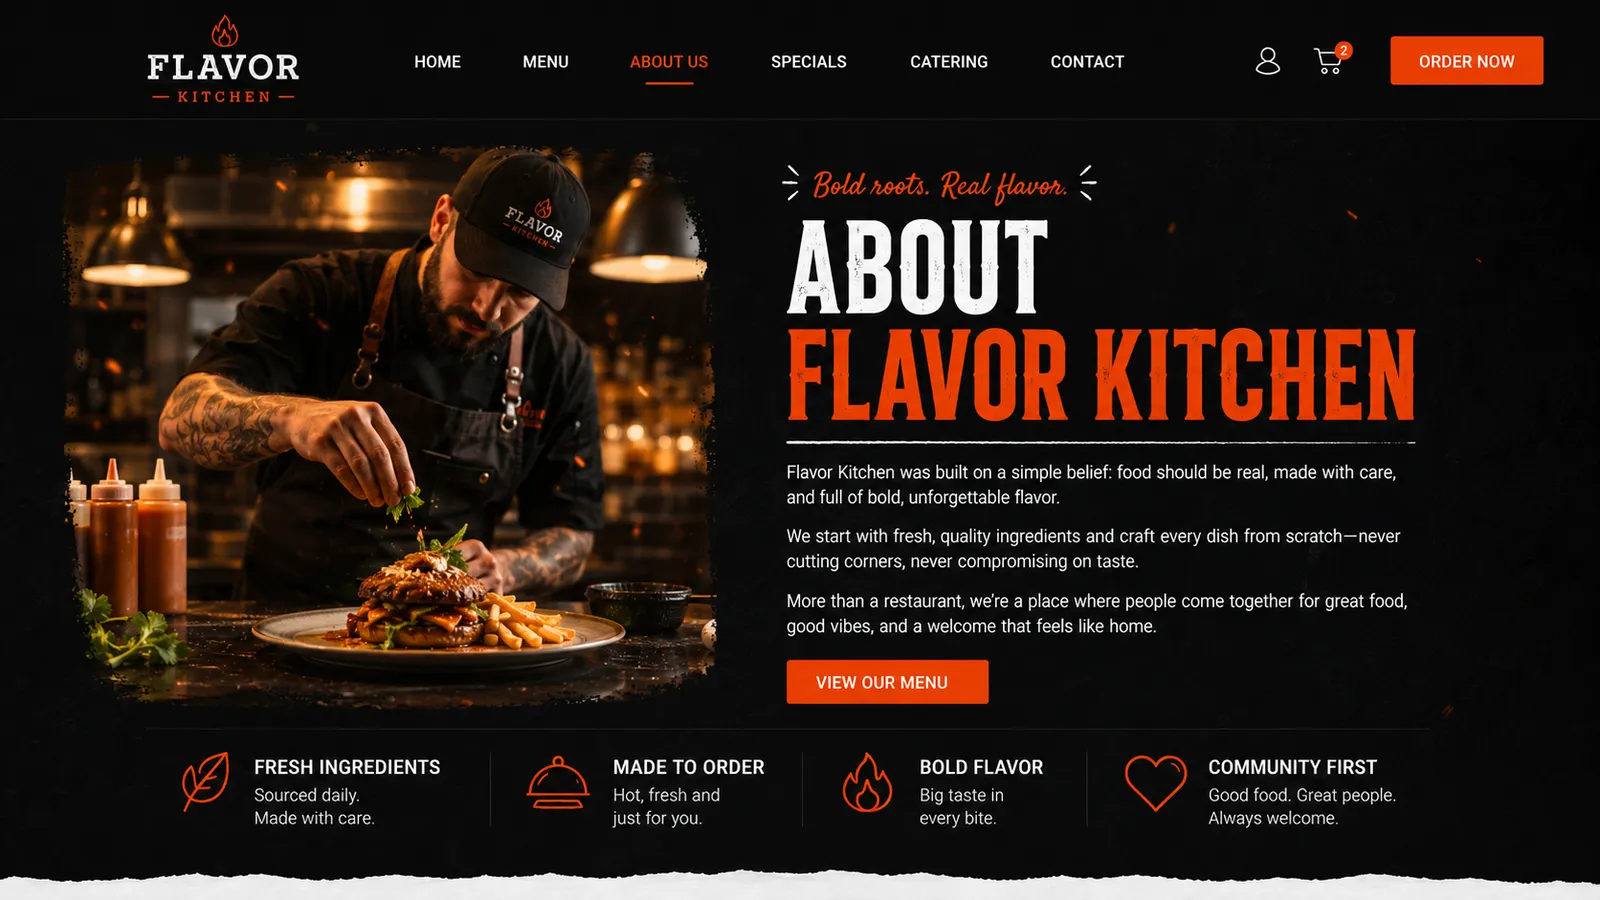 FLAVOR
KITCHEN
HOME
MENU
ABOUT US
SPECIALS
CATERING
CONTACT
2
ORDER NOW
FLAVOR
KITCHEN
Bold roots. Real flavor.
ABOUT
FLAVOR KITCHEN
Flavor Kitchen was built on a simple belief: food should be real, made with care,
and full of bold, unforgettable flavor.
We start with fresh, quality ingredients and craft every dish from scratch—never
cutting corners, never compromising on taste.
More than a restaurant, we’re a place where people come together for great food,
good vibes, and a welcome that feels like home.
VIEW OUR MENU
FRESH INGREDIENTS
Sourced daily.
Made with care.
MADE TO ORDER
Hot, fresh and
just for you.
BOLD FLAVOR
Big taste in
every bite.
COMMUNITY FIRST
Good food. Great people.
Always welcome.